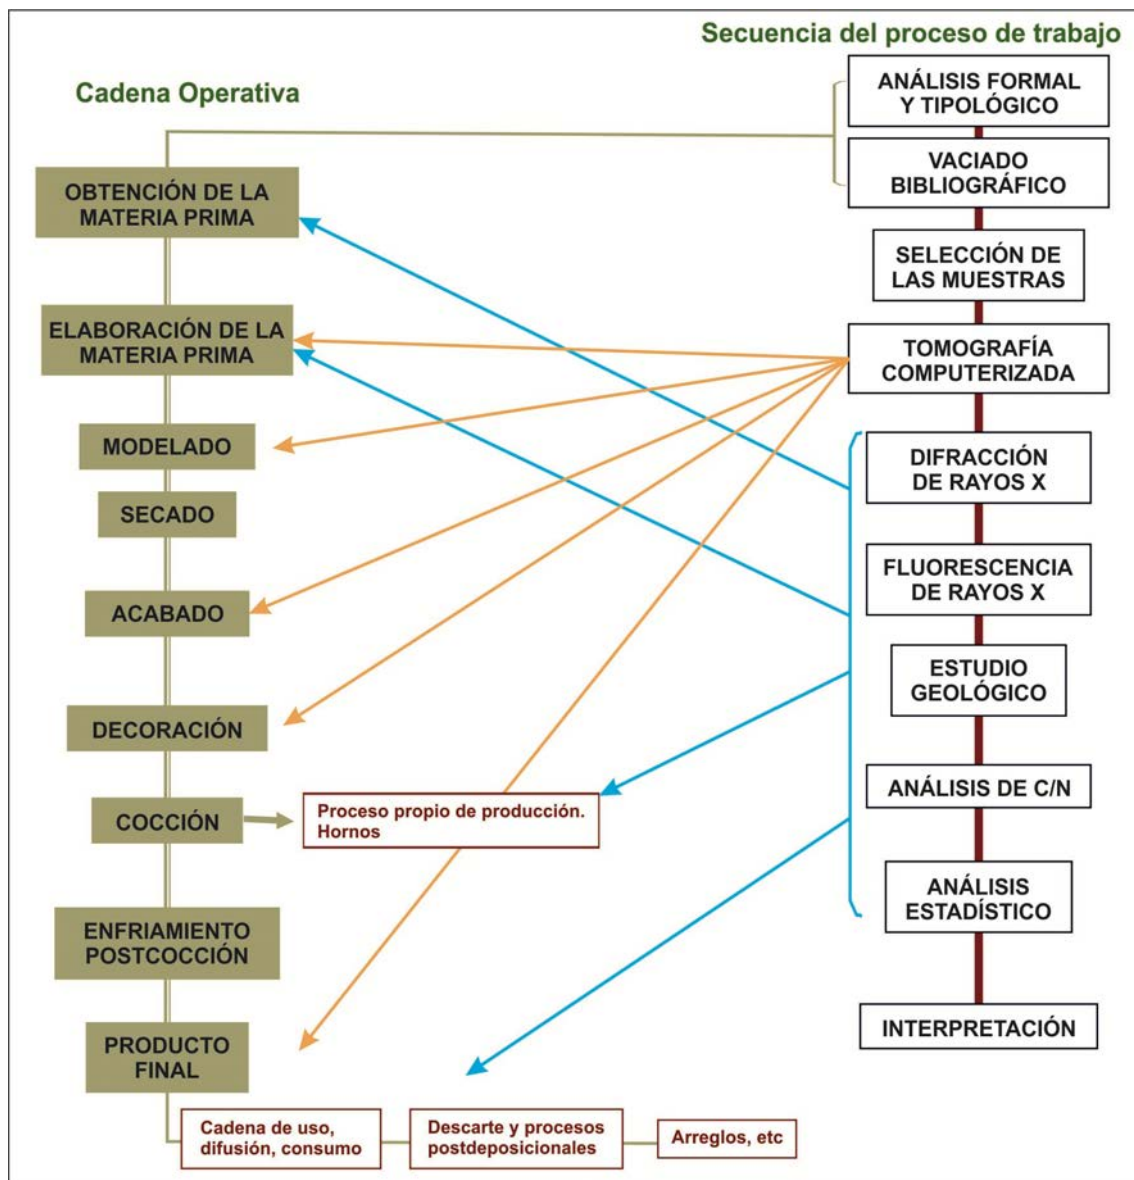 Secuencia del proceso de trabajo
Cadena Operativa
OBTENCIÓN DE LA
MATERIA PRIMA
ELABORACIÓN DE LA
MATERIA PRIMA
MODELADO
SECADO
ACABADO
DECORACIÓN
COCCIÓN
Proceso propio de producción.
Hornos
ENFRIAMIENTO
POSTCOCCIÓN
PRODUCTO
FINAL
Cadena de uso,
difusión, consumo
Descarte y procesos
postdeposicionales
Arreglos, etc
ANÁLISIS FORMAL
Y TIPOLÓGICO
VACIADO
BIBLIOGRÁFICO
SELECCIÓN DE
LAS MUESTRAS
TOMOGRAFÍA
COMPUTERIZADA
DIFRACCIÓN
DE RAYOS X
FLUORESCENCIA
DE RAYOS X
ESTUDIO
GEOLÓGICO
ANÁLISIS DE C/N
ANÁLISIS
ESTADÍSTICO
INTERPRETACIÓN